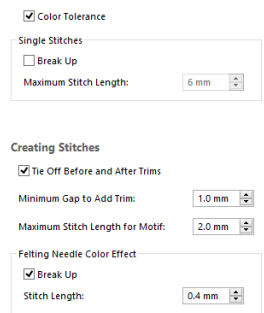 Color Tolerance
Single Stitches
Break Up
Maximum Stitch Length: 6 mm
Creating Stitches
Tie Off Before and After Trims
Minimum Gap to Add Trim: 1.0 mm
Maximum Stitch Length for Motif: 2.0 mm
Felting Needle Color Effect
Break Up
Stitch Length: 0.4 mm